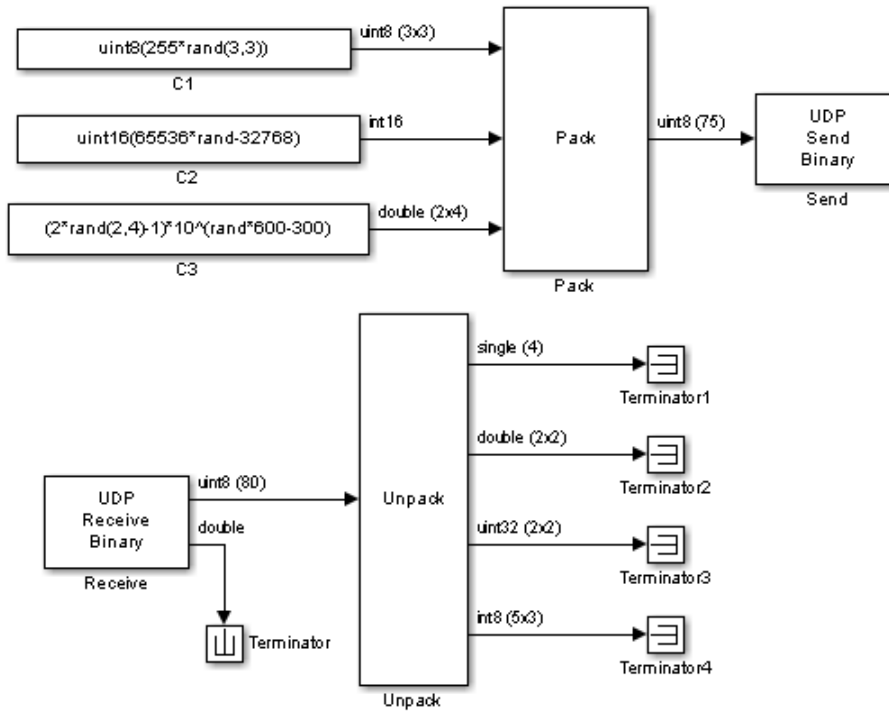 uint8(255*rand(3,3))
C1
uint8 (3x3)
uint16(65536*rand-32768)
C2
int16
(2*rand(2,4)-1)*10^(rand*600-300)
C3
double (2x4)
Pack
Pack
uint8 (75)
UDP
Send
Binary
Send
UDP
Receive
Binary
Receive
uint8 (80)
double
Terminator
Unpack
Unpack
single (4)
Terminator1
double (2x2)
Terminator2
uint32 (2x2)
Terminator3
int8 (5x3)
Terminator4